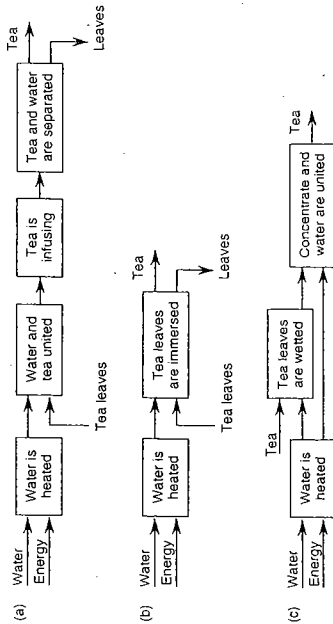 (a)
Water
Energy
Water is
heated
Tea leaves
Water and
tea united
Tea is
infusing
Tea and water
are separated
Tea
Leaves
(b)
Water
Energy
Water is
heated
Tea leaves
Tea leaves
are immersed
Tea
Leaves
(c)
Water
Energy
Water is
heated
Tea
Tea leaves
are wetted
Concentrate and
water are united
Tea